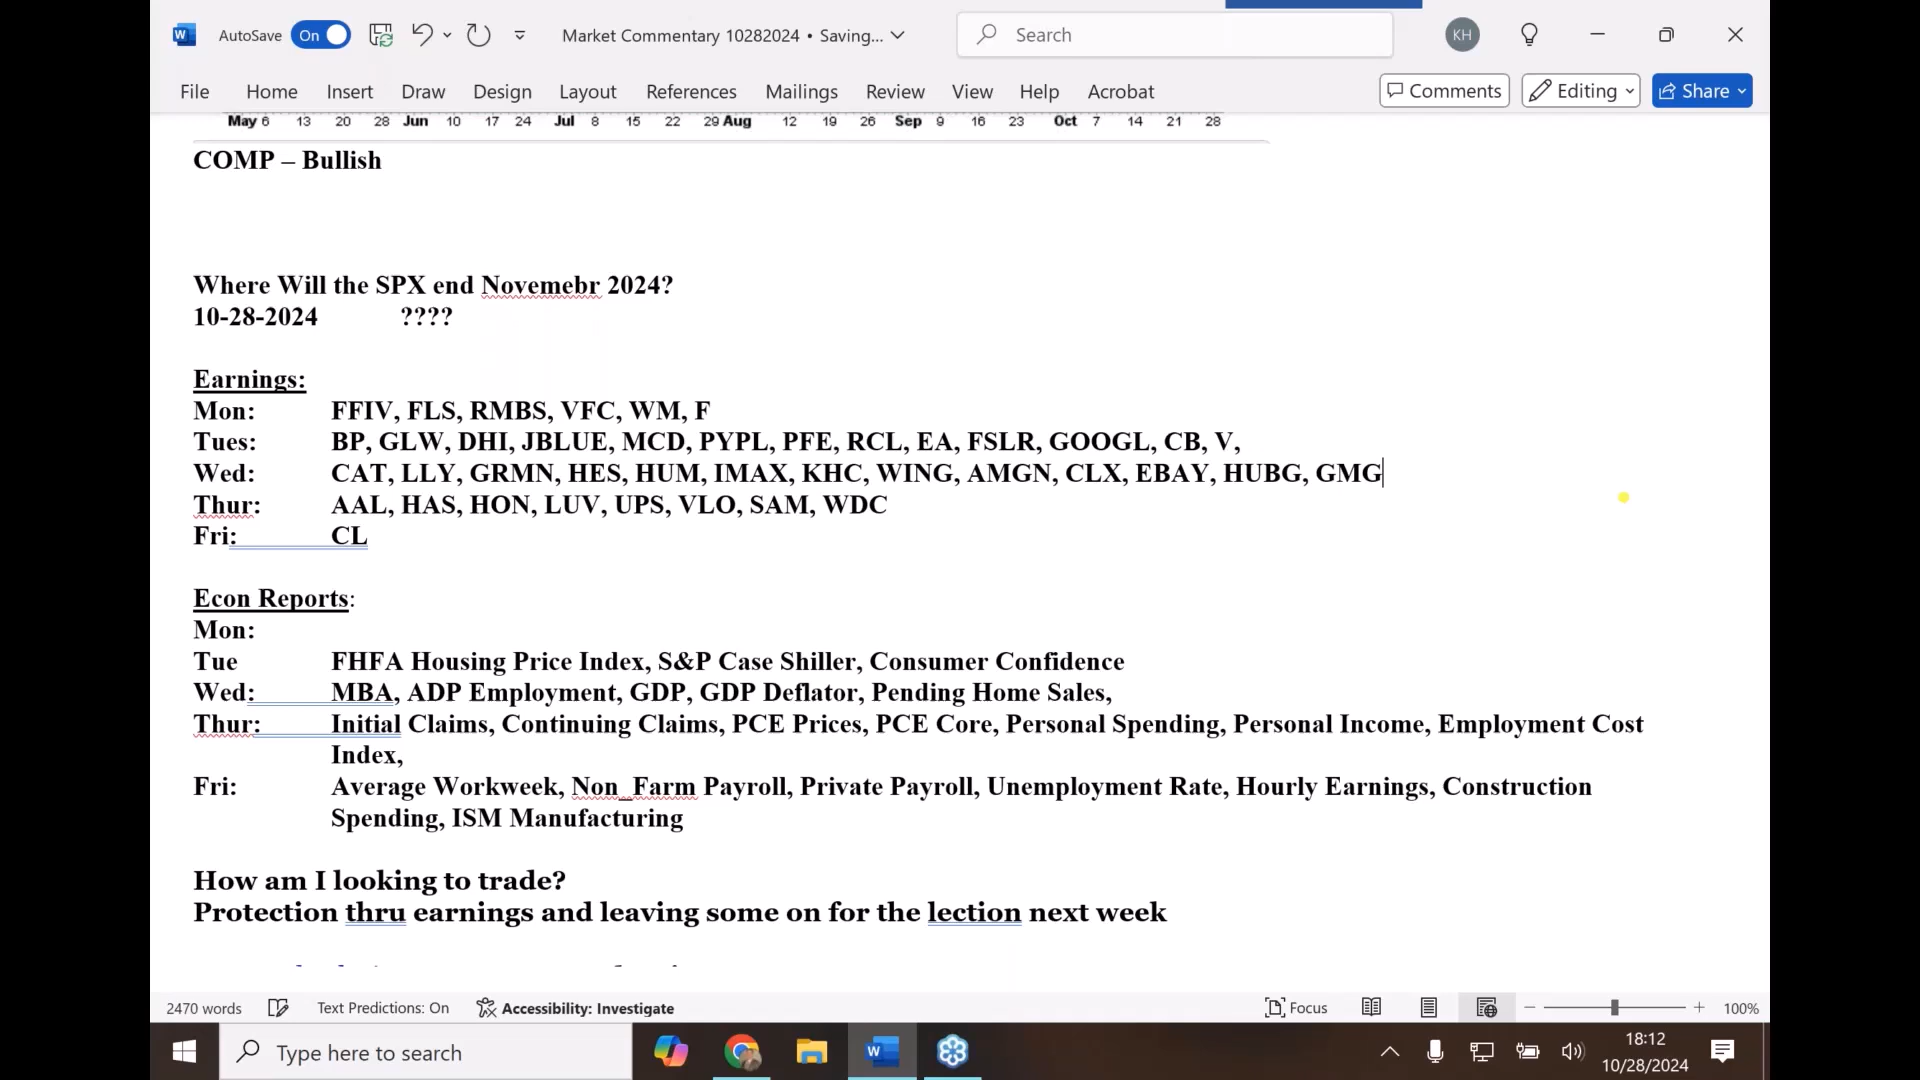 AutoSave On Market Commentary 10282024 • Saving... Search KH
File Home Insert Draw Design Layout References Mailings Review View Help Acrobat Comments Editing Share
May 6 13 20 28 Jun 10 17 24 Jul 8 15 22 29 Aug 12 19 26 Sep 9 16 23 Oct 7 14 21 28
COMP – Bullish
Where Will the SPX end Novemebr 2024?
10-28-2024 ????
Earnings:
Mon: FFIV, FLS, RMBS, VFC, WM, F
Tues: BP, GLW, DHI, JBLUE, MCD, PYPL, PFE, RCL, EA, FSLR, GOOGL, CB, V,
Wed: CAT, LLY, GRMN, HES, HUM, IMAX, KHC, WING, AMGN, CLX, EBAY, HUBG, GMG
Thur: AAL, HAS, HON, LUV, UPS, VLO, SAM, WDC
Fri: CL
Econ Reports:
Mon:
Tue FHFA Housing Price Index, S&P Case Shiller, Consumer Confidence
Wed: MBA, ADP Employment, GDP, GDP Deflator, Pending Home Sales,
Thur: Initial Claims, Continuing Claims, PCE Prices, PCE Core, Personal Spending, Personal Income, Employment Cost
Index,
Fri: Average Workweek, Non_Farm Payroll, Private Payroll, Unemployment Rate, Hourly Earnings, Construction
Spending, ISM Manufacturing
How am I looking to trade?
Protection thru earnings and leaving some on for the lection next week
2470 words Text Predictions: On Accessibility: Investigate Focus 100%
Type here to search
18:12
10/28/2024